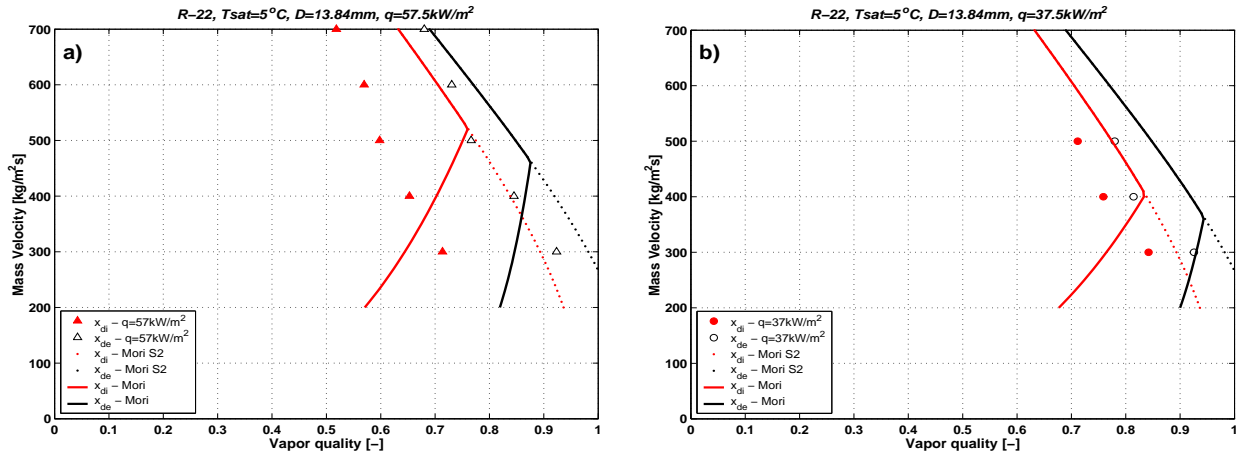 R−22, Tsat=5°C, D=13.84mm, q=57.5kW/m²
a)
Mass Velocity [kg/m²s]
700
600
500
400
300
200
100
0
0 0.1 0.2 0.3 0.4 0.5 0.6 0.7 0.8 0.9 1
Vapor quality [−]
x_di − q=57kW/m²
x_de − q=57kW/m²
x_di − Mori S2
x_de − Mori S2
x_di − Mori
x_de − Mori
R−22, Tsat=5°C, D=13.84mm, q=37.5kW/m²
b)
Mass Velocity [kg/m²s]
700
600
500
400
300
200
100
0
0 0.1 0.2 0.3 0.4 0.5 0.6 0.7 0.8 0.9 1
Vapor quality [−]
x_di − q=37kW/m²
x_de − q=37kW/m²
x_di − Mori S2
x_de − Mori S2
x_di − Mori
x_de − Mori